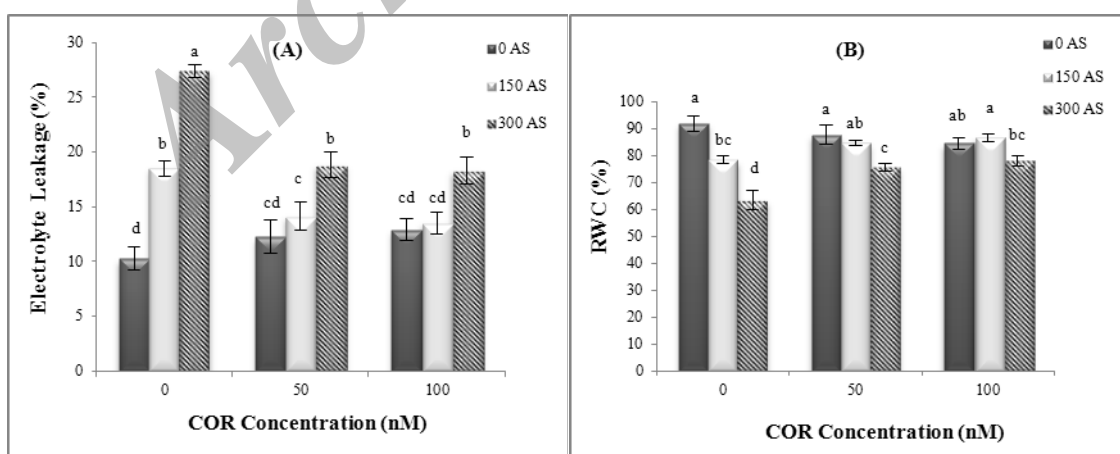 Arc
(A)
Electrolyte Leakage (%)
30
25
20
15
10
5
0
d
b
a
cd
c
b
cd
cd
b
0 AS
150 AS
300 AS
0
50
100
COR Concentration (nM)
(B)
RWC (%)
100
90
80
70
60
50
40
30
20
10
0
a
bc
d
a
ab
c
ab
a
bc
0 AS
150 AS
300 AS
0
50
100
COR Concentration (nM)